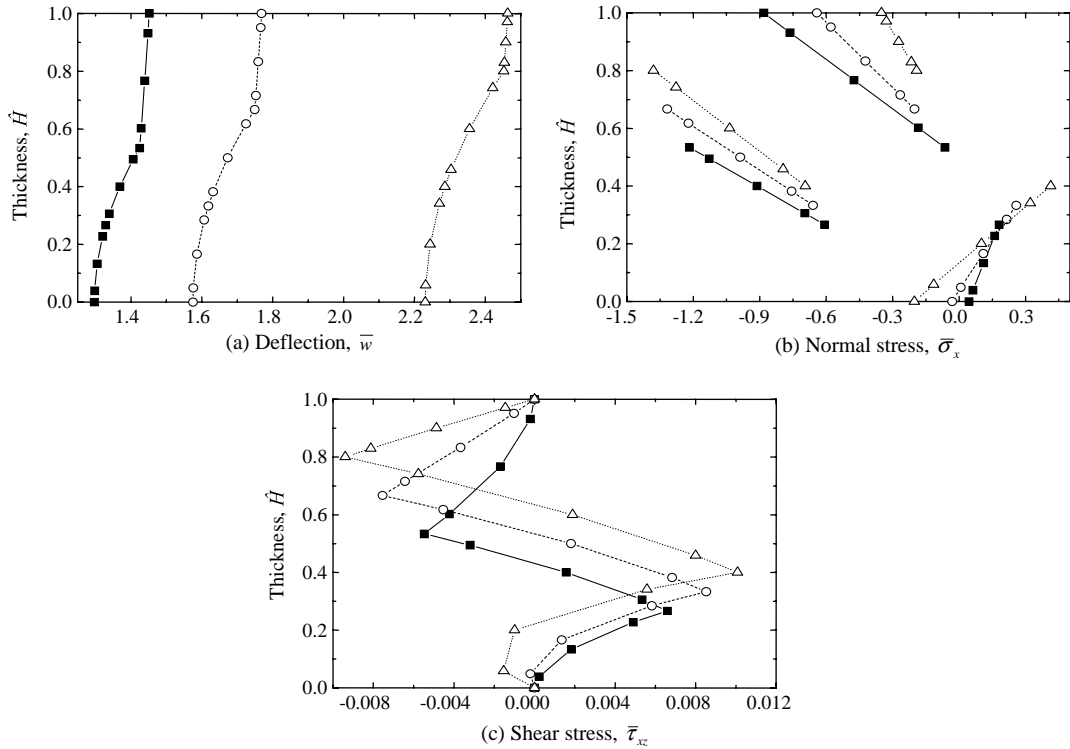 1.0
0.8
0.6
0.4
0.2
0.0
Thickness, Ĥ
1.4 1.6 1.8 2.0 2.2 2.4
(a) Deflection, w̅
1.0
0.8
0.6
0.4
0.2
0.0
Thickness, Ĥ
-1.5 -1.2 -0.9 -0.6 -0.3 0.0 0.3
(b) Normal stress, σ̅ₓ
1.0
0.8
0.6
0.4
0.2
0.0
Thickness, Ĥ
-0.008 -0.004 0.000 0.004 0.008 0.012
(c) Shear stress, τ̅_xz